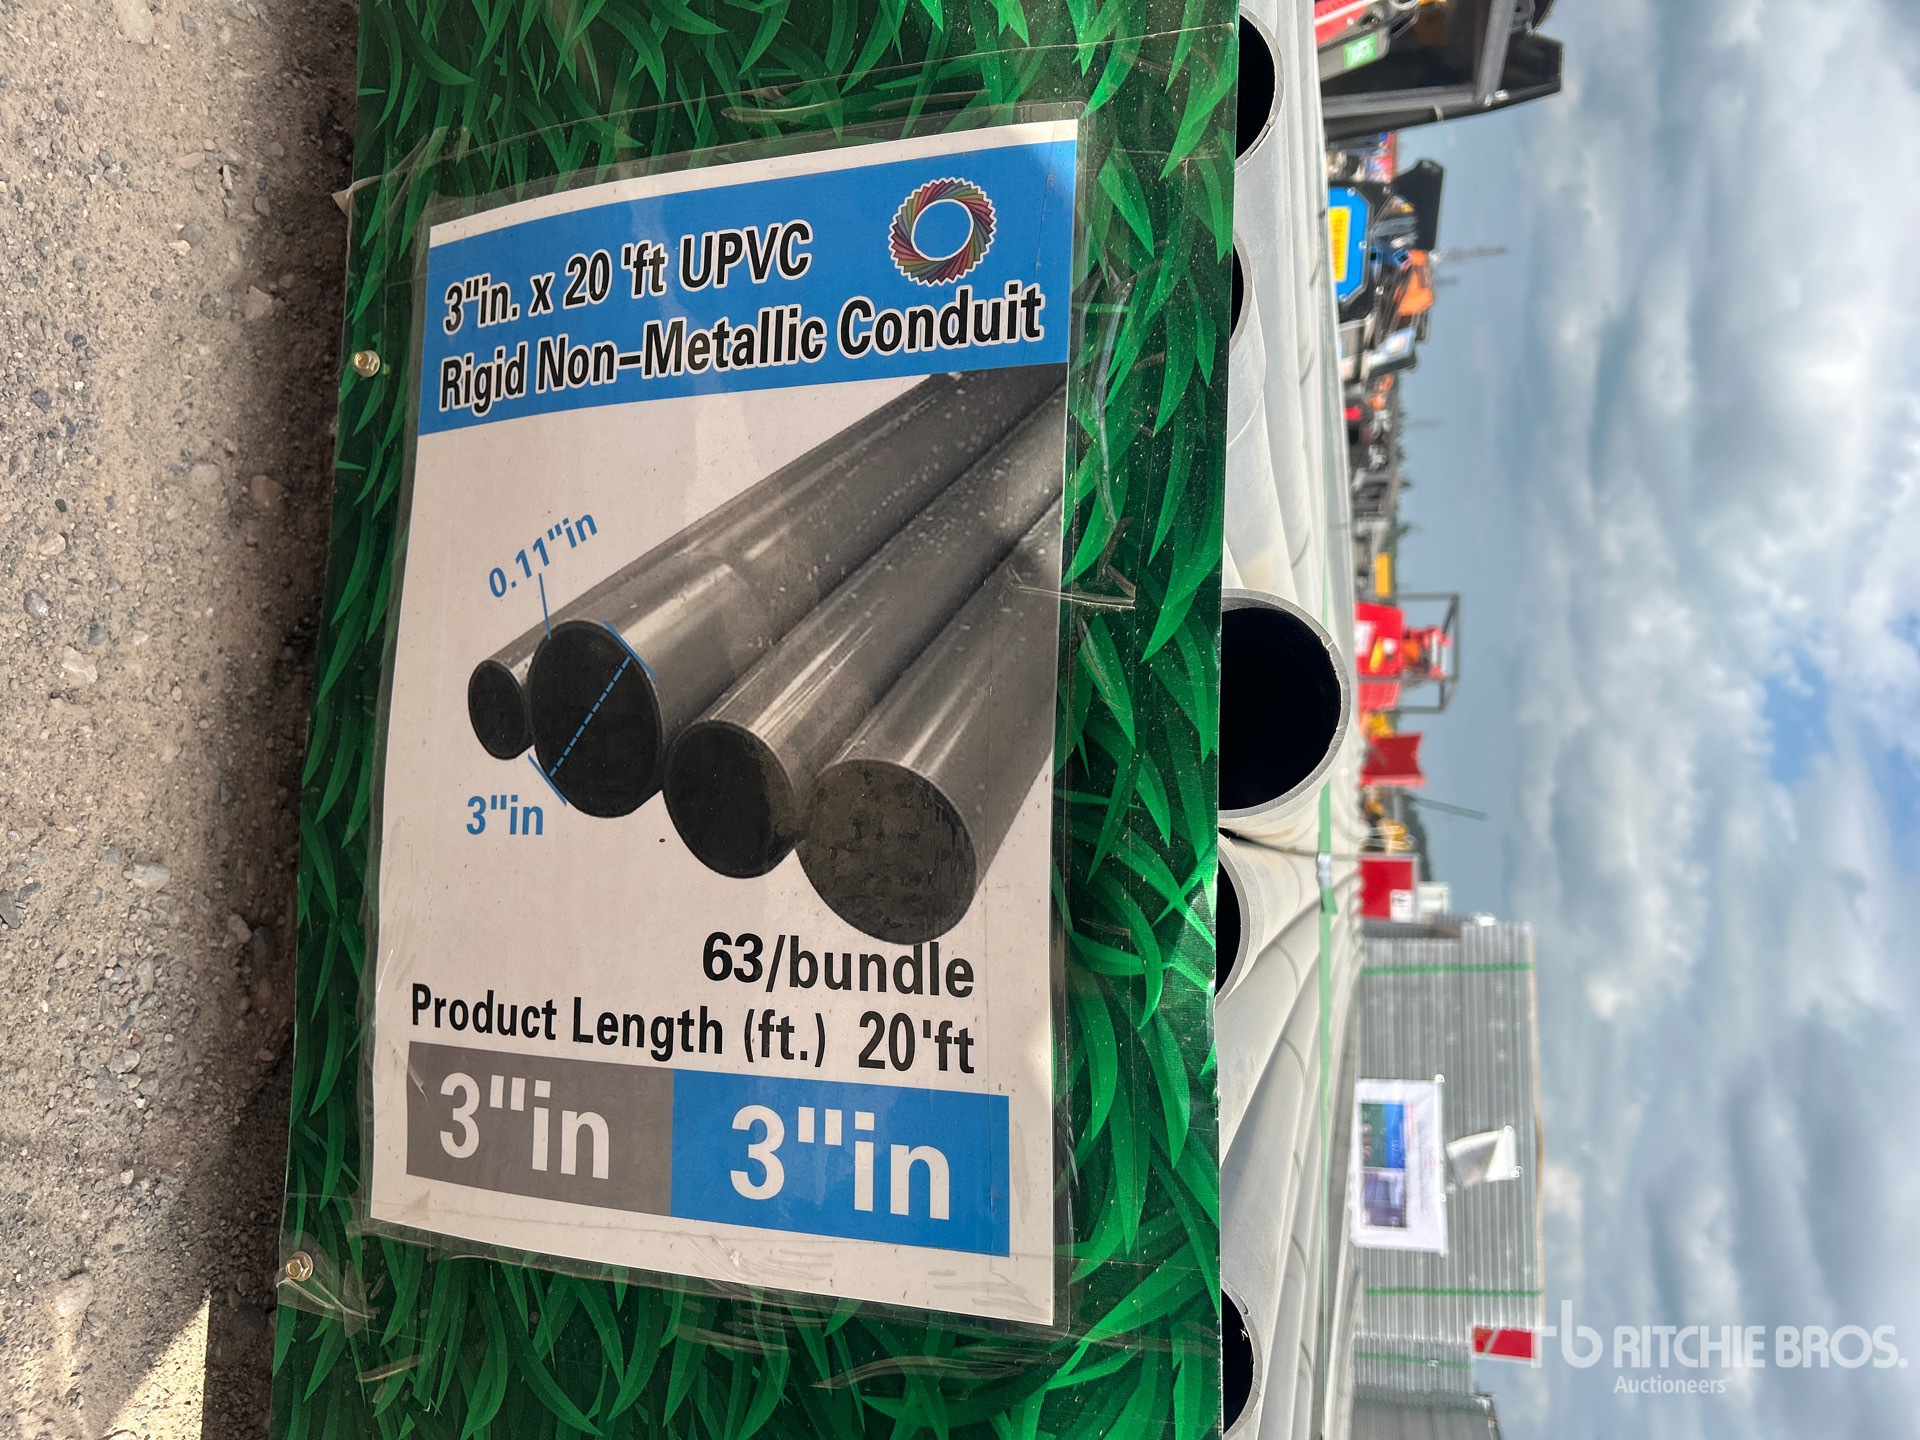 3"in. x 20 'ft UPVC
Rigid Non-Metallic Conduit
0.11"in
3"in
63/bundle
Product Length (ft.) 20'ft
3"in
3"in
rb RITCHIE BROS.
Auctioneers